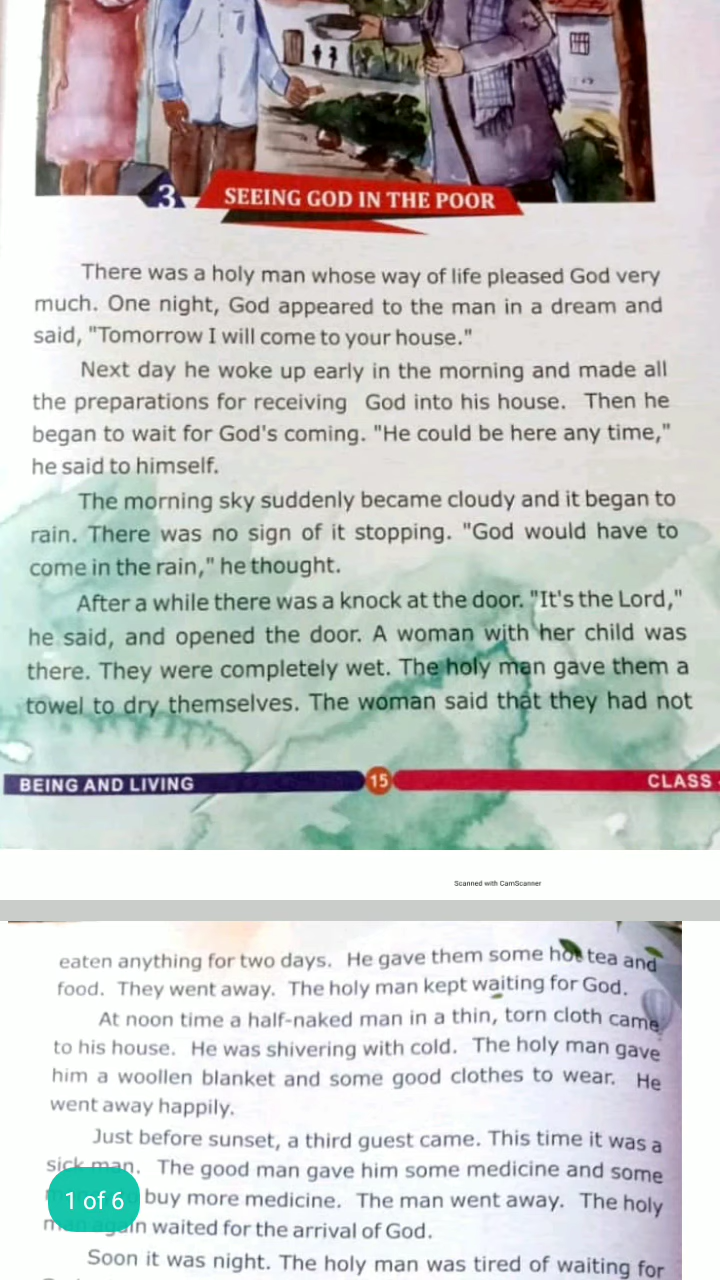 3
SEEING GOD IN THE POOR
There was a holy man whose way of life pleased God very
much. One night, God appeared to the man in a dream and
said, "Tomorrow I will come to your house."
Next day he woke up early in the morning and made all
the preparations for receiving God into his house. Then he
began to wait for God's coming. "He could be here any time,"
he said to himself.
The morning sky suddenly became cloudy and it began to
rain. There was no sign of it stopping. "God would have to
come in the rain," he thought.
After a while there was a knock at the door. "It's the Lord,"
he said, and opened the door. A woman with her child was
there. They were completely wet. The holy man gave them a
towel to dry themselves. The woman said that they had not
BEING AND LIVING
15
CLASS
Scanned with CamScanner
eaten anything for two days. He gave them some hot tea and
food. They went away. The holy man kept waiting for God.
At noon time a half-naked man in a thin, torn cloth came
to his house. He was shivering with cold. The holy man gave
him a woollen blanket and some good clothes to wear. He
went away happily.
Just before sunset, a third guest came. This time it was a
sick man. The good man gave him some medicine and some
buy more medicine. The man went away. The holy
1 of 6
man again waited for the arrival of God.
Soon it was night. The holy man was tired of waiting for